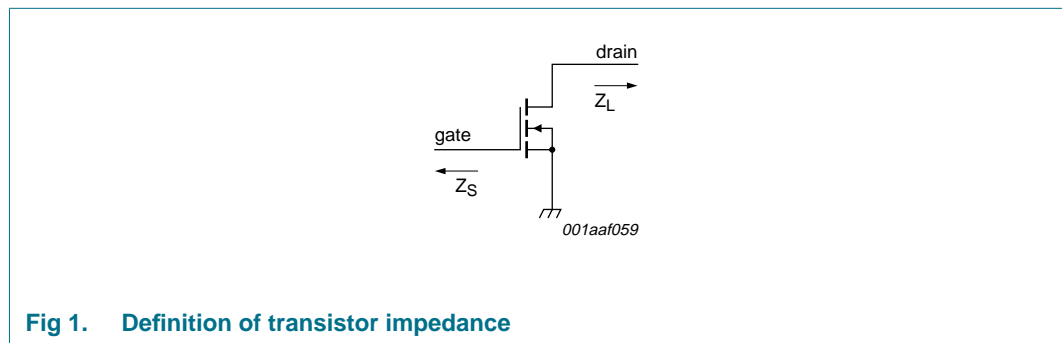 drain
Z_L
gate
Z_S
001aaf059
Fig 1. Definition of transistor impedance